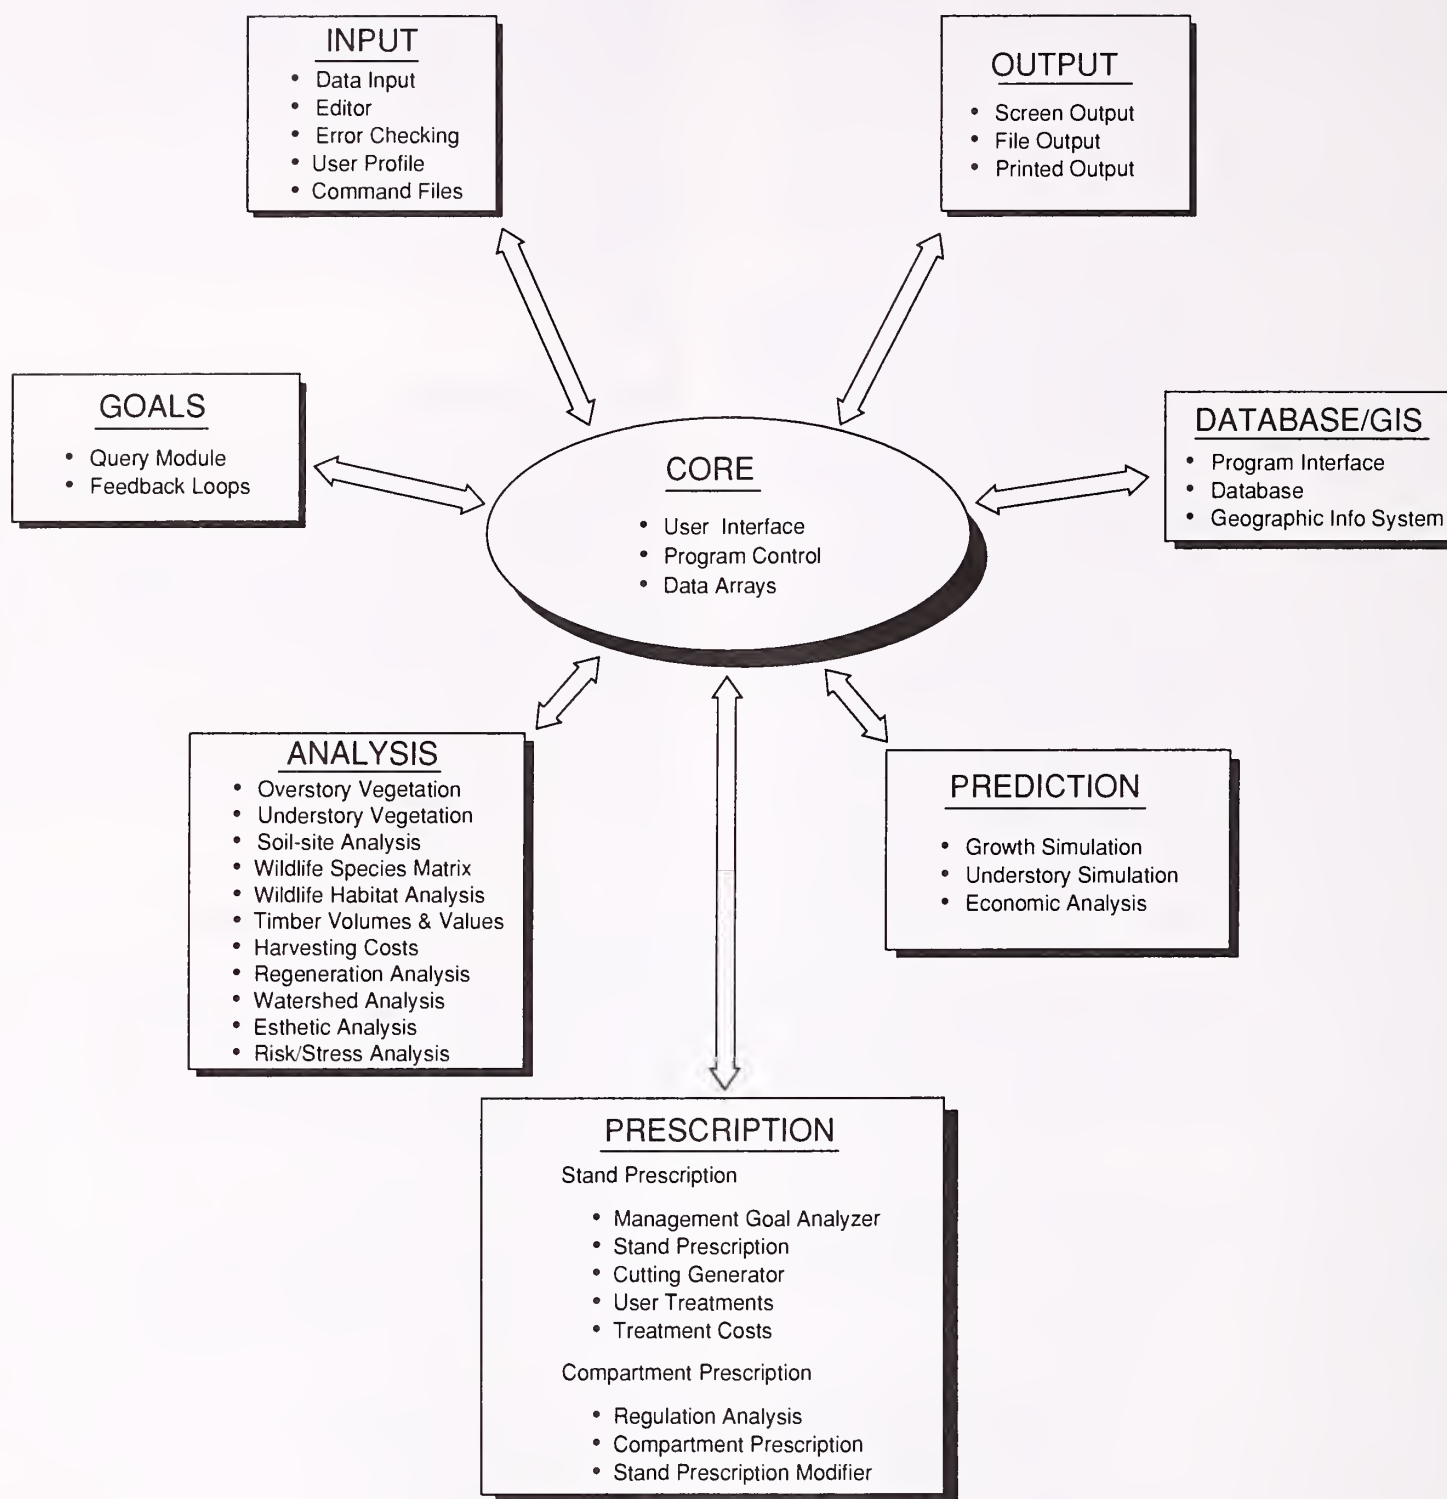 INPUT
• Data Input
• Editor
• Error Checking
• User Profile
• Command Files
OUTPUT
• Screen Output
• File Output
• Printed Output
GOALS
• Query Module
• Feedback Loops
CORE
• User Interface
• Program Control
• Data Arrays
DATABASE/GIS
• Program Interface
• Database
• Geographic Info System
ANALYSIS
• Overstory Vegetation
• Understory Vegetation
• Soil-site Analysis
• Wildlife Species Matrix
• Wildlife Habitat Analysis
• Timber Volumes & Values
• Harvesting Costs
• Regeneration Analysis
• Watershed Analysis
• Esthetic Analysis
• Risk/Stress Analysis
PREDICTION
• Growth Simulation
• Understory Simulation
• Economic Analysis
PRESCRIPTION
Stand Prescription
• Management Goal Analyzer
• Stand Prescription
• Cutting Generator
• User Treatments
• Treatment Costs
Compartment Prescription
• Regulation Analysis
• Compartment Prescription
• Stand Prescription Modifier